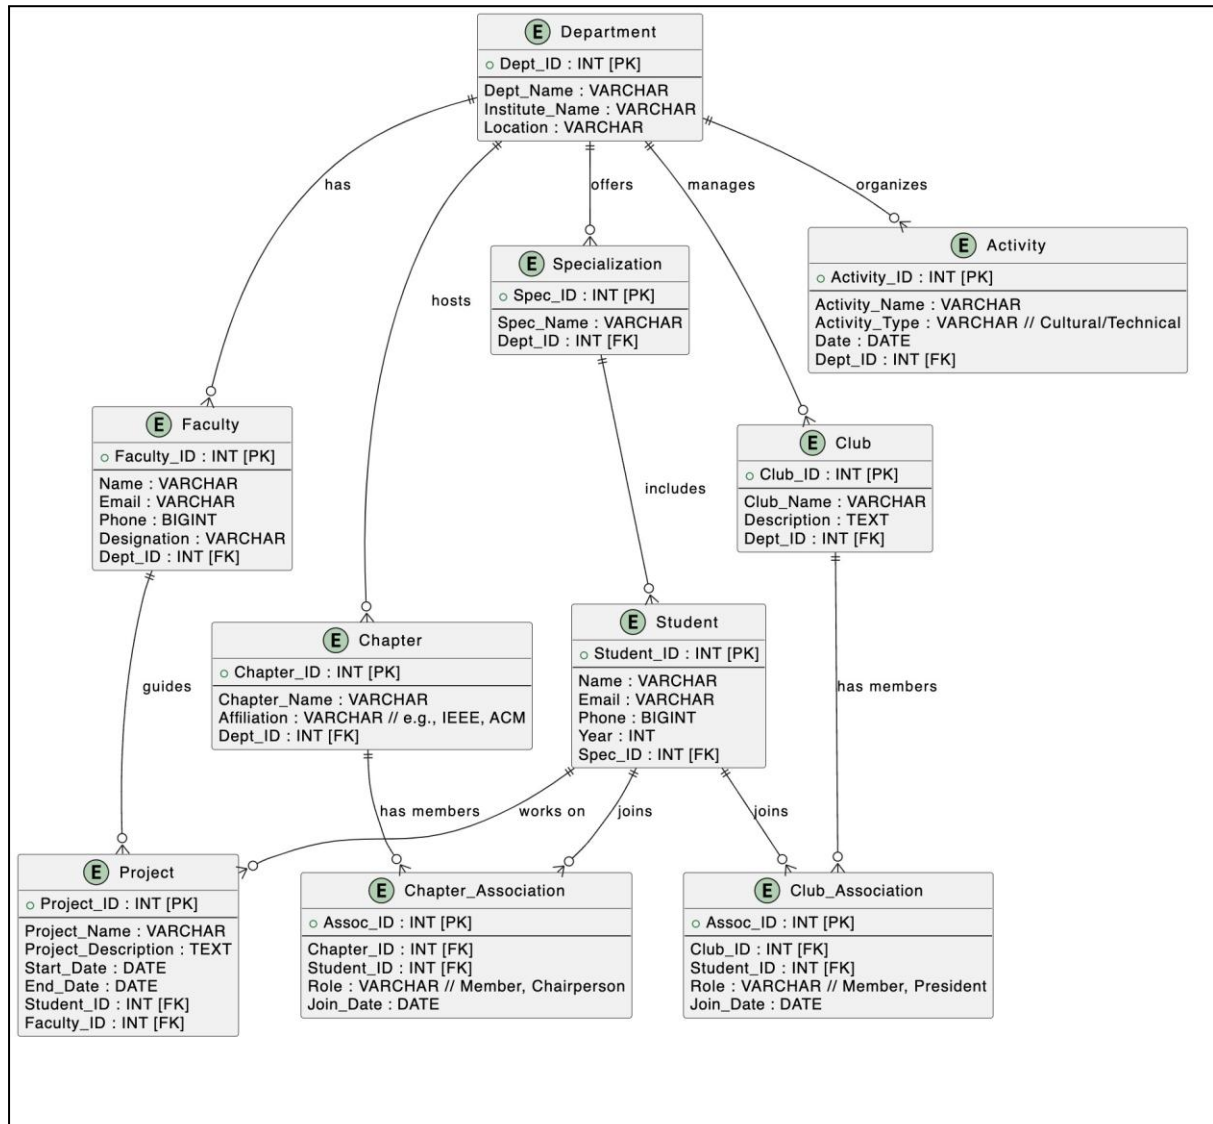 E Department
Dept_ID : INT [PK]
Dept_Name : VARCHAR
Institute_Name : VARCHAR
Location : VARCHAR
has
offers
manages
organizes
hosts
E Specialization
Spec_ID : INT [PK]
Spec_Name : VARCHAR
Dept_ID : INT [FK]
E Activity
Activity_ID : INT [PK]
Activity_Name : VARCHAR
Activity_Type : VARCHAR // Cultural/Technical
Date : DATE
Dept_ID : INT [FK]
E Faculty
Faculty_ID : INT [PK]
Name : VARCHAR
Email : VARCHAR
Phone : BIGINT
Designation : VARCHAR
Dept_ID : INT [FK]
includes
E Club
Club_ID : INT [PK]
Club_Name : VARCHAR
Description : TEXT
Dept_ID : INT [FK]
guides
E Chapter
Chapter_ID : INT [PK]
Chapter_Name : VARCHAR
Affiliation : VARCHAR // e.g., IEEE, ACM
Dept_ID : INT [FK]
E Student
Student_ID : INT [PK]
Name : VARCHAR
Email : VARCHAR
Phone : BIGINT
Year : INT
Spec_ID : INT [FK]
has members
has members
works on
joins
joins
E Project
Project_ID : INT [PK]
Project_Name : VARCHAR
Project_Description : TEXT
Start_Date : DATE
End_Date : DATE
Student_ID : INT [FK]
Faculty_ID : INT [FK]
E Chapter_Association
Assoc_ID : INT [PK]
Chapter_ID : INT [FK]
Student_ID : INT [FK]
Role : VARCHAR // Member, Chairperson
Join_Date : DATE
E Club_Association
Assoc_ID : INT [PK]
Club_ID : INT [FK]
Student_ID : INT [FK]
Role : VARCHAR // Member, President
Join_Date : DATE